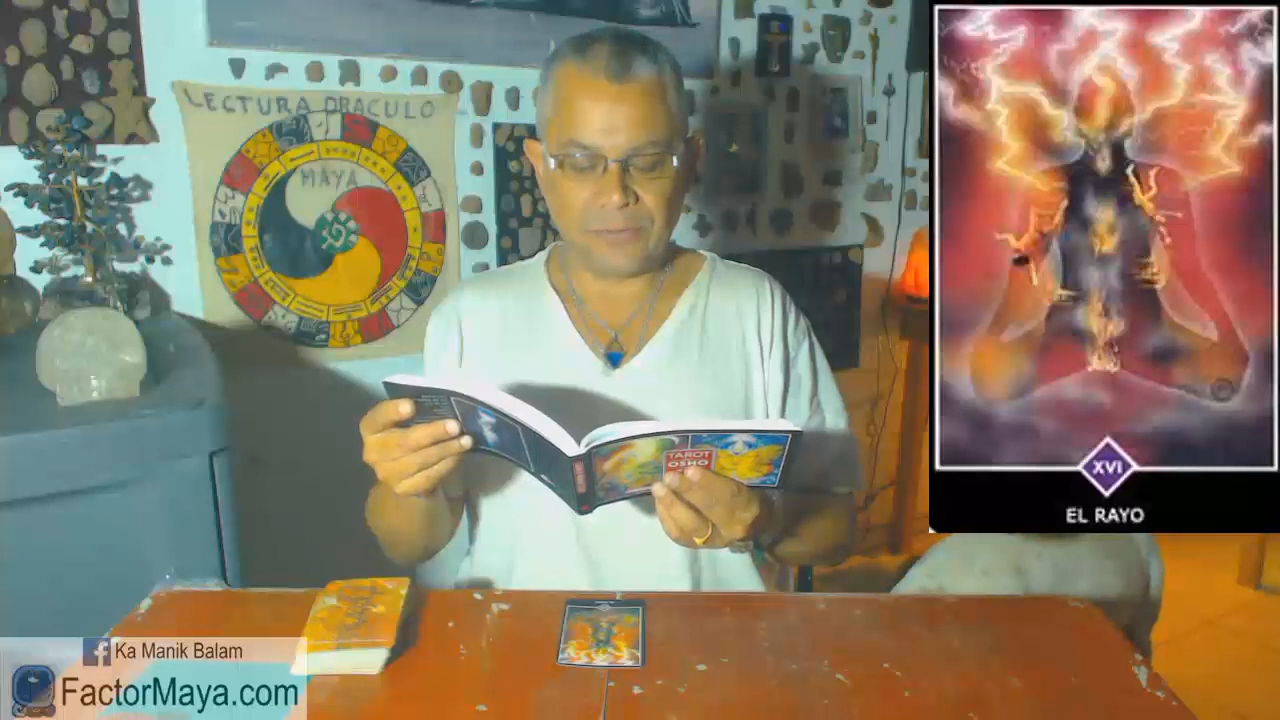 LECTURA ORACULO
MAYA
TAROT
OSHO
XVI
EL RAYO
Ka Manik Balam
FactorMaya.com